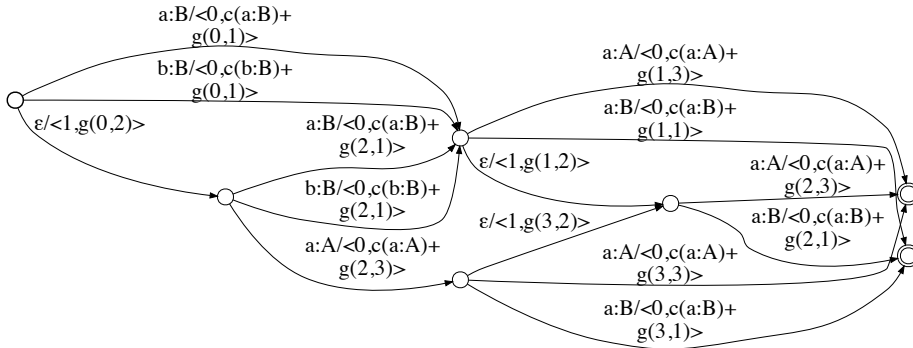 a:B/<0,c(a:B)+
g(0,1)>
b:B/<0,c(b:B)+
g(0,1)>
ε/<1,g(0,2)>
a:B/<0,c(a:B)+
g(2,1)>
b:B/<0,c(b:B)+
g(2,1)>
a:A/<0,c(a:A)+
g(2,3)>
a:A/<0,c(a:A)+
g(1,3)>
a:B/<0,c(a:B)+
g(1,1)>
ε/<1,g(1,2)>
ε/<1,g(3,2)>
a:A/<0,c(a:A)+
g(2,3)>
a:B/<0,c(a:B)+
g(2,1)>
a:A/<0,c(a:A)+
g(3,3)>
a:B/<0,c(a:B)+
g(3,1)>